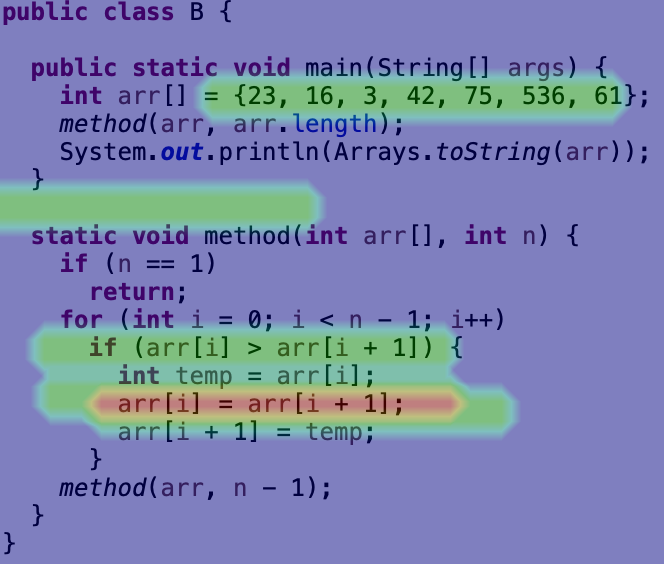 public class B {
public static void main(String[] args) {
int arr[] = {23, 16, 3, 42, 75, 536, 61};
method(arr, arr.length);
System.out.println(Arrays.toString(arr));
}
static void method(int arr[], int n) {
if (n == 1)
return;
for (int i = 0; i < n - 1; i++)
if (arr[i] > arr[i + 1]) {
int temp = arr[i];
arr[i] = arr[i + 1];
arr[i + 1] = temp;
}
method(arr, n - 1);
}
}